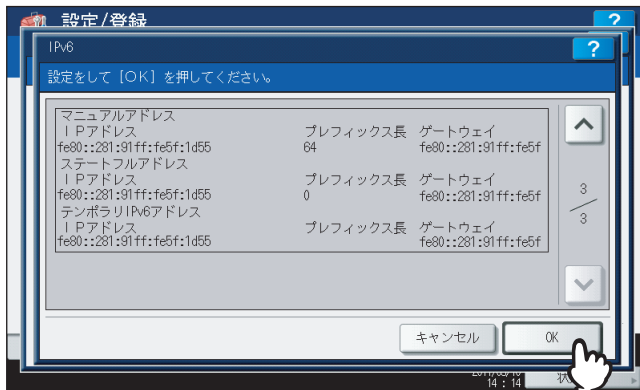 設定/登録
?
IPv6
?
設定をして [OK] を押してください。
マニュアルアドレス
IPアドレス プレフィックス長 ゲートウェイ
fe80::281:91ff:fe5f:1d55 64 fe80::281:91ff:fe5f
ステートフルアドレス
IPアドレス プレフィックス長 ゲートウェイ
fe80::281:91ff:fe5f:1d55 0 fe80::281:91ff:fe5f
テンポラリIPv6アドレス
IPアドレス プレフィックス長 ゲートウェイ
fe80::281:91ff:fe5f:1d55 fe80::281:91ff:fe5f
3
/
3
キャンセル OK
14 : 14